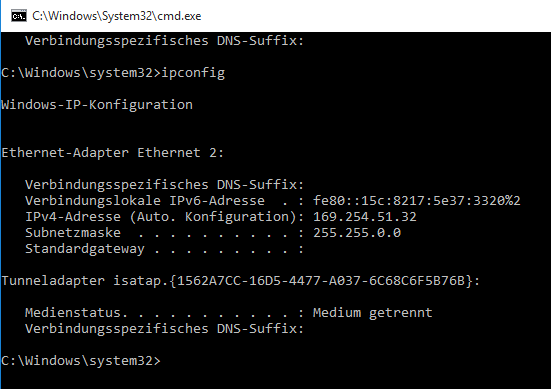 C:\Windows\System32\cmd.exe
Verbindungsspezifisches DNS-Suffix:
C:\Windows\system32>ipconfig
Windows-IP-Konfiguration
Ethernet-Adapter Ethernet 2:
Verbindungsspezifisches DNS-Suffix:
Verbindungslokale IPv6-Adresse  . : fe80::15c:8217:5e37:3320%2
IPv4-Adresse (Auto. Konfiguration): 169.254.51.32
Subnetzmaske  . . . . . . . . . . : 255.255.0.0
Standardgateway . . . . . . . . . :
Tunneladapter isatap.{1562A7CC-16D5-4477-A037-6C68C6F5B76B}:
Medienstatus. . . . . . . . . . . : Medium getrennt
Verbindungsspezifisches DNS-Suffix:
C:\Windows\system32>